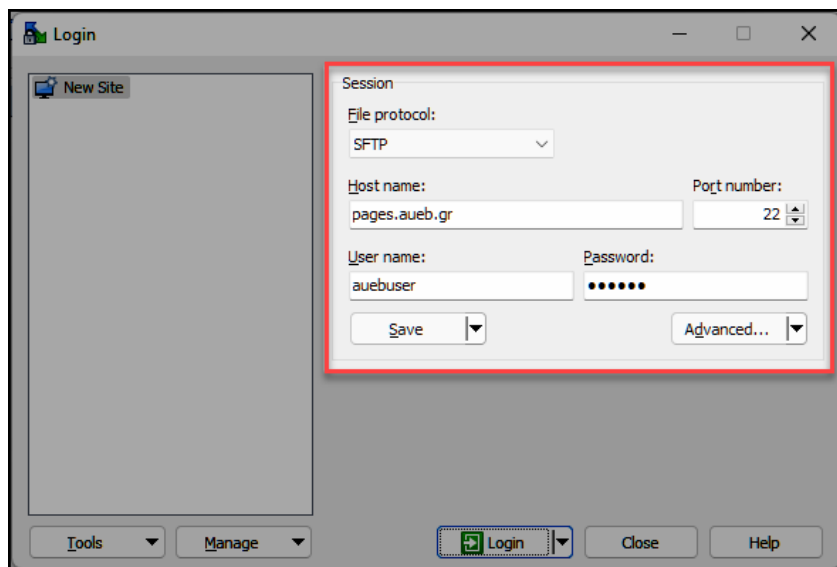 Login
New Site
Session
File protocol:
SFTP
Host name:
Port number:
pages.aueb.gr
22
User name:
Password:
auebuser
••••••
Save
Advanced...
Tools
Manage
Login
Close
Help